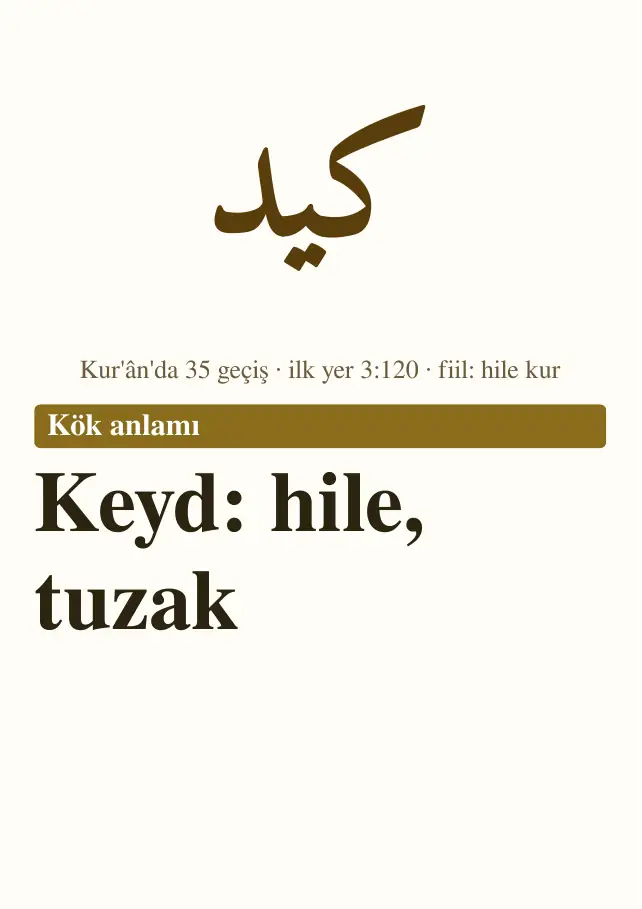 كيد
Kur'ân'da 35 geçiş · ilk yer 3:120 · fiil: hile kur
Kök anlamı
Keyd: hile,
tuzak